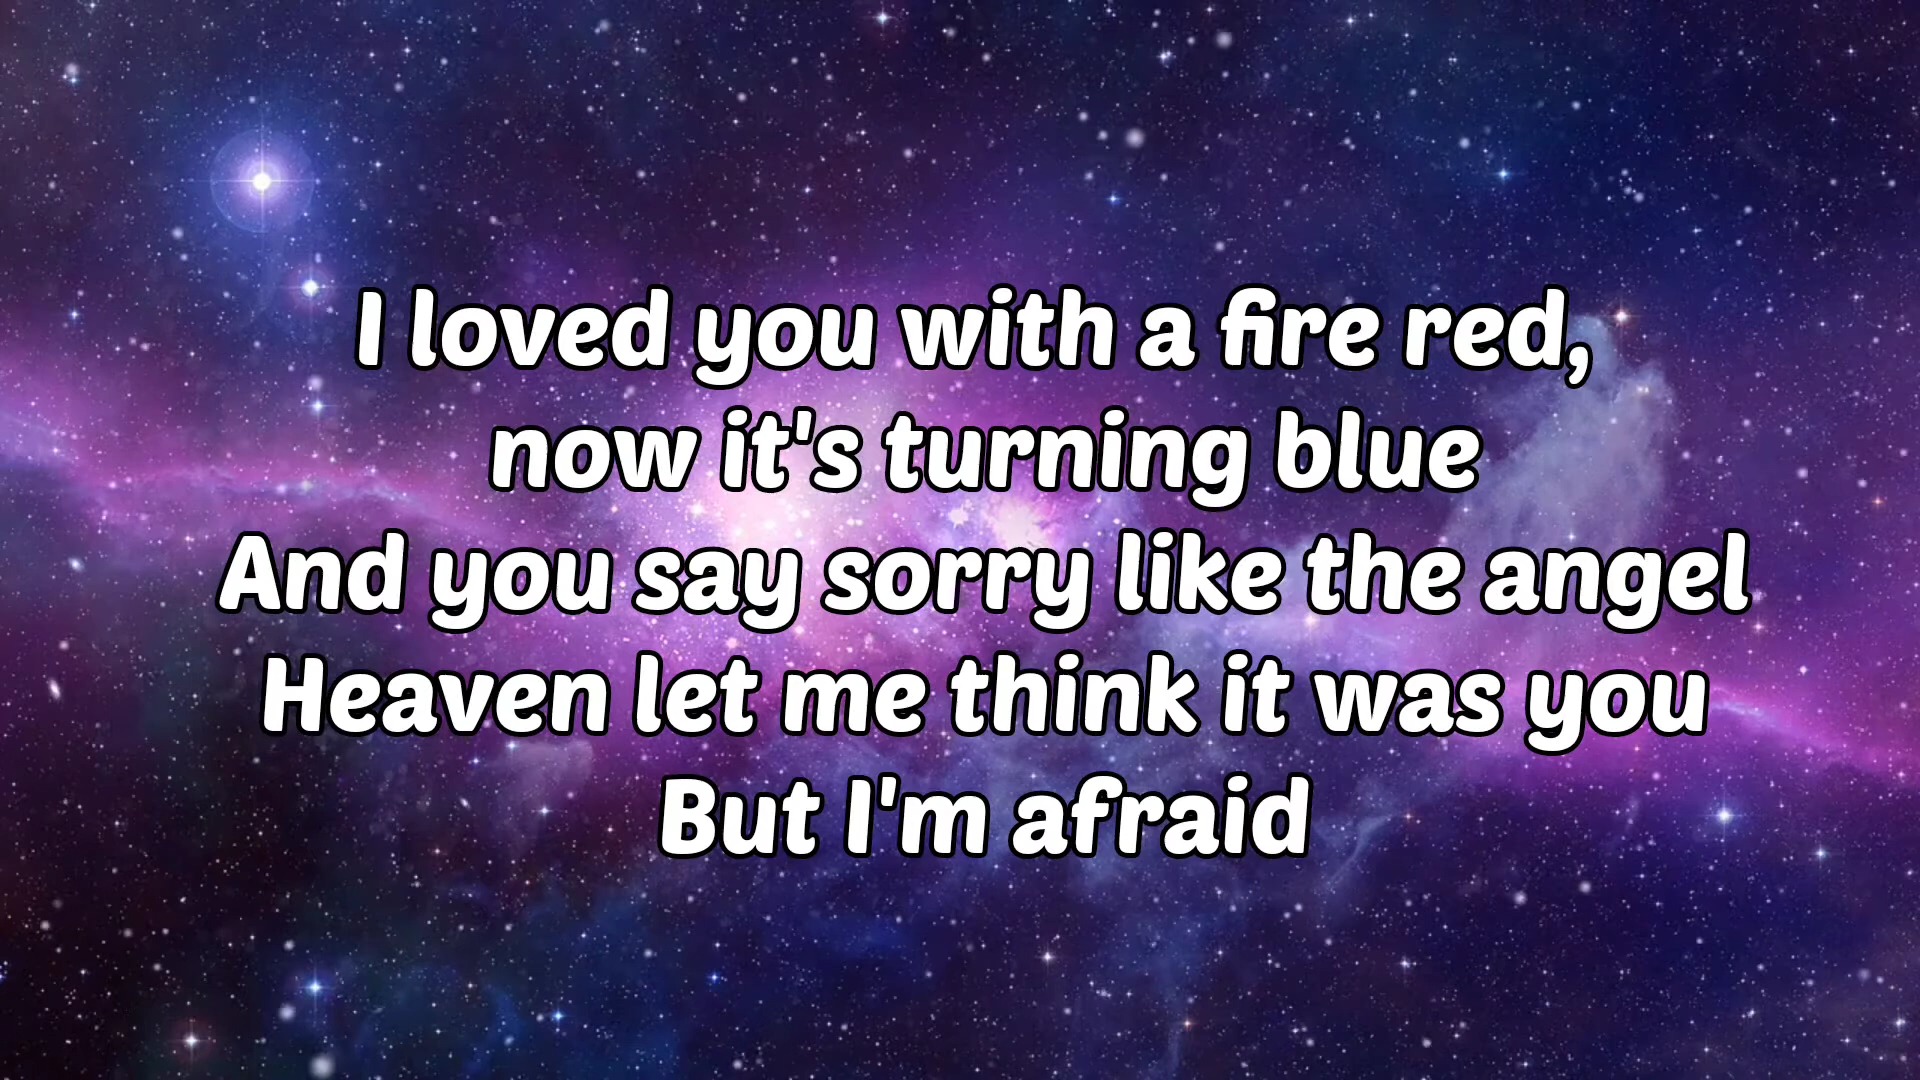 I loved you with a fire red,
now it's turning blue
And you say sorry like the angel
Heaven let me think it was you
But I'm afraid